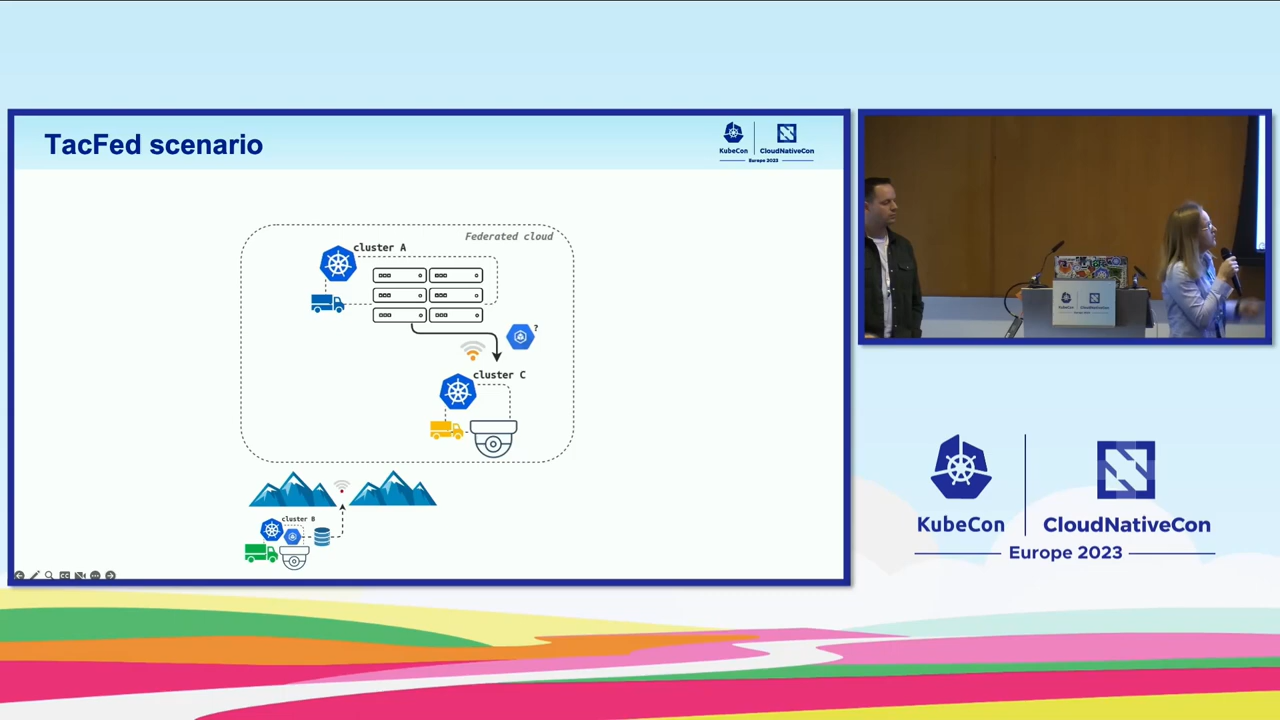 TacFed scenario
KubeCon
CloudNativeCon
Europe 2023
Federated cloud
cluster A
?
cluster C
cluster B
KubeCon
CloudNativeCon
Europe 2023